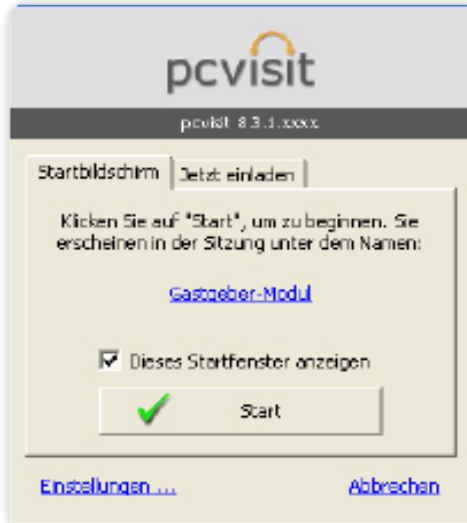 pcvisit
pcvisit 8.3.1.xxxx
Startbildschirm
Jetzt einladen
Klicken Sie auf "Start", um zu beginnen. Sie
erscheinen in der Sitzung unter dem Namen:
Gastgeber-Modul
Dieses Startfenster anzeigen
Start
Einstellungen ...
Abbrechen